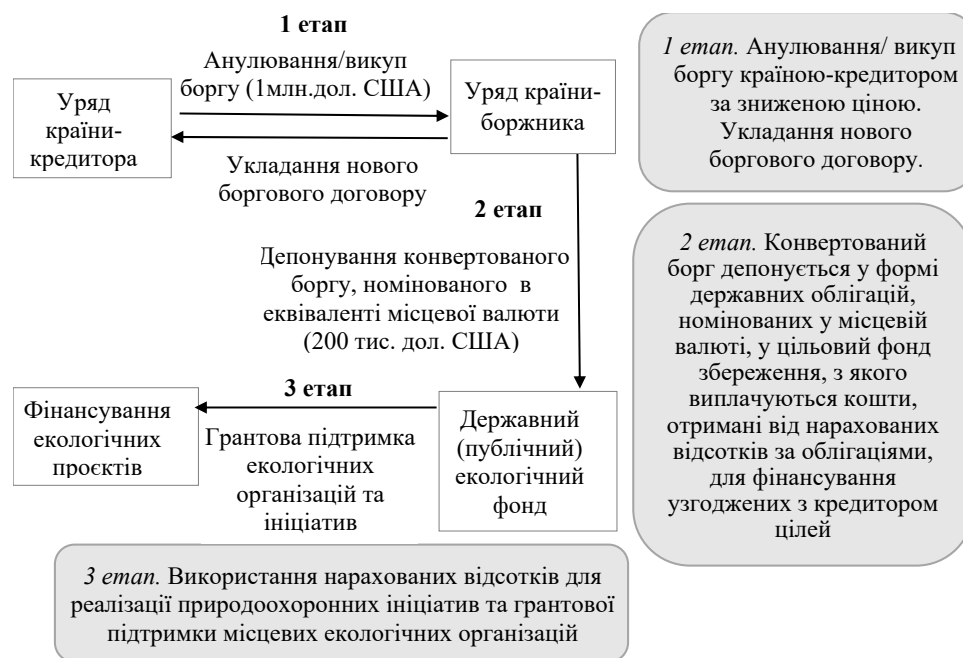 1 етап
Анулювання/викуп
боргу (1млн.дол. США)
Уряд
країни-
кредитора
Уряд країни-
боржника
Укладання нового
боргового договору
1 етап. Анулювання/ викуп
боргу країною-кредитором
за зниженою ціною.
Укладання нового
боргового договору.
2 етап
Депонування конвертованого
боргу, номінованого в
еквіваленті місцевої валюти
(200 тис. дол. США)
2 етап. Конвертований
борг депонується у формі
державних облігацій,
номінованих у місцевій
валюті, у цільовий фонд
збереження, з якого
виплачуються кошти,
отримані від нарахованих
відсотків за облігаціями,
для фінансування
узгоджених з кредитором
цілей
3 етап
Фінансування
екологічних
проєктів
Грантова підтримка
екологічних
організацій та
ініціатив
Державний
(публічний)
екологічний
фонд
3 етап. Використання нарахованих відсотків для
реалізації природоохоронних ініціатив та грантової
підтримки місцевих екологічних організацій